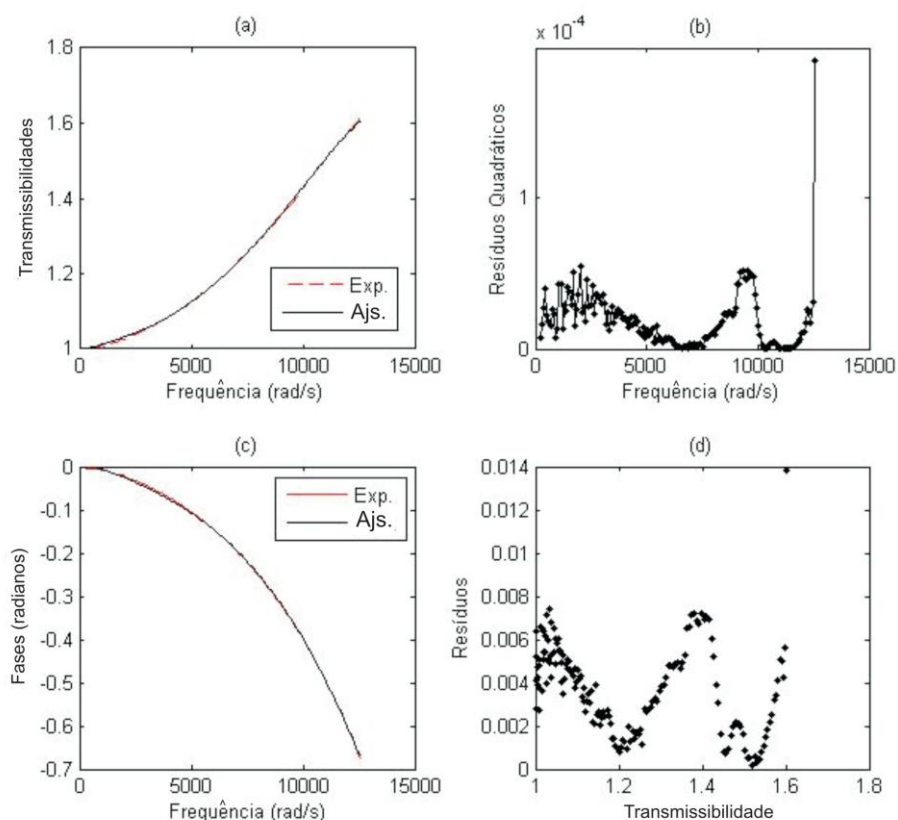 (a)
Transmissibilidades
1.8
1.6
1.4
1.2
1
0
5000
10000
15000
Frequência (rad/s)
Exp.
Ajs.
(b)
x 10^-4
Resíduos Quadráticos
1
0
0
5000
10000
15000
Frequência (rad/s)
(c)
Fases (radianos)
0
-0.1
-0.2
-0.3
-0.4
-0.5
-0.6
-0.7
0
5000
10000
15000
Frequência (rad/s)
Exp.
Ajs.
(d)
Resíduos
0.014
0.012
0.01
0.008
0.006
0.004
0.002
0
1
1.2
1.4
1.6
1.8
Transmissibilidade